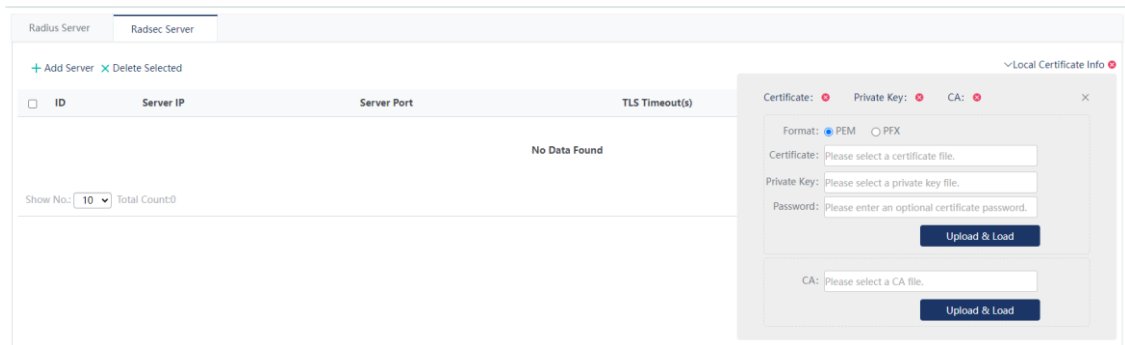 Radius Server Radsec Server
Add Server Delete Selected Local Certificate Info
ID Server IP Server Port TLS Timeout(s)
No Data Found
Show No.: 10 Total Count:0
Certificate: Private Key: CA:
Format: PEM PFX
Certificate: Please select a certificate file.
Private Key: Please select a private key file.
Password: Please enter an optional certificate password.
Upload & Load
CA: Please select a CA file.
Upload & Load